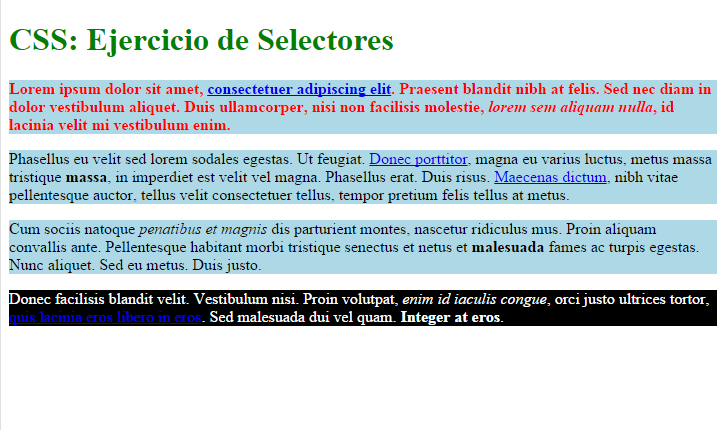 CSS: Ejercicio de Selectores
Lorem ipsum dolor sit amet, consectetuer adipiscing elit. Praesent blandit nibh at felis. Sed nec diam in
dolor vestibulum aliquet. Duis ullamcorper, nisi non facilisis molestie, lorem sem aliquam nulla, id
lacinia velit mi vestibulum enim.
Phasellus eu velit sed lorem sodales egestas. Ut feugiat. Donec porttitor, magna eu varius luctus, metus massa
tristique massa, in imperdiet est velit vel magna. Phasellus erat. Duis risus. Maecenas dictum, nibh vitae
pellentesque auctor, tellus velit consectetuer tellus, tempor pretium felis tellus at metus.
Cum sociis natoque penatibus et magnis dis parturient montes, nascetur ridiculus mus. Proin aliquam
convallis ante. Pellentesque habitant morbi tristique senectus et netus et malesuada fames ac turpis egestas.
Nunc aliquet. Sed eu metus. Duis justo.
Donec facilisis blandit velit. Vestibulum nisi. Proin volutpat, enim id iaculis congue, orci justo ultrices tortor,
quis lacinia eros libero in eros. Sed malesuada dui vel quam. Integer at eros.